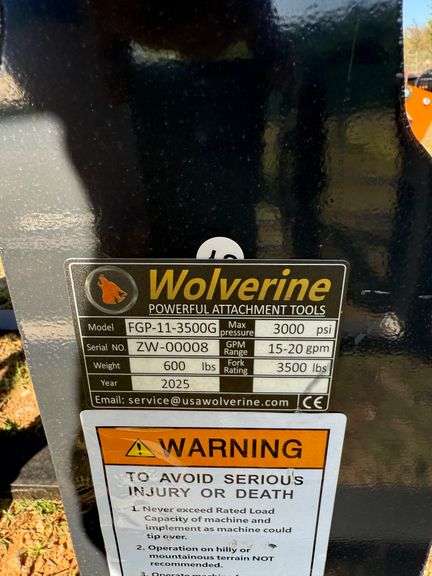 Wolverine
POWERFUL ATTACHMENT TOOLS
Model FGP-11-3500G Max pressure 3000 psi
Serial NO. ZW-00008 GPM Range 15-20 gpm
Weight 600 lbs Fork Rating 3500 lbs
Year 2025
Email: service@usawolverine.com CE
WARNING
TO AVOID SERIOUS
INJURY OR DEATH
1. Never exceed Rated Load
Capacity of machine and
implement as machine could
tip over.
2. Operation on hilly or
mountainous terrain NOT
recommended.